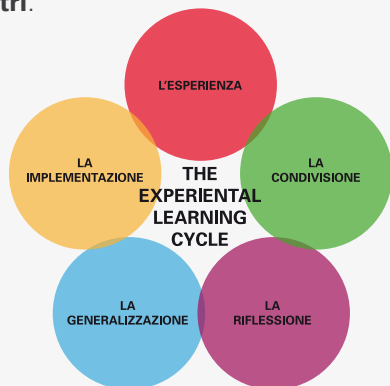 tri.
L'ESPERIENZA
LA
CONDIVISIONE
LA
RIFLESSIONE
LA
GENERALIZZAZIONE
LA
IMPLEMENTAZIONE
THE
EXPERIENTAL
LEARNING
CYCLE